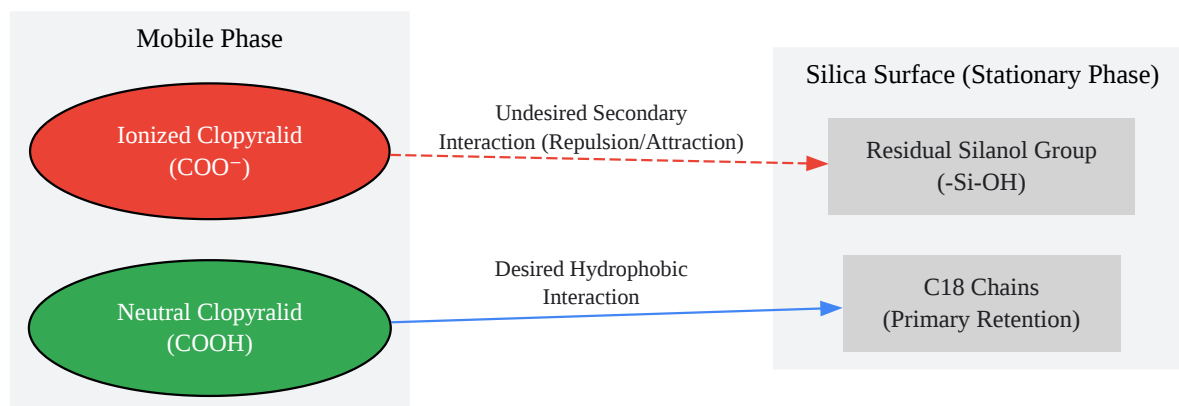 Mobile Phase
Ionized Clopyralid
(COO⁻)
Neutral Clopyralid
(COOH)
Undesired Secondary
Interaction (Repulsion/Attraction)
Desired Hydrophobic
Interaction
Silica Surface (Stationary Phase)
Residual Silanol Group
(-Si-OH)
C18 Chains
(Primary Retention)